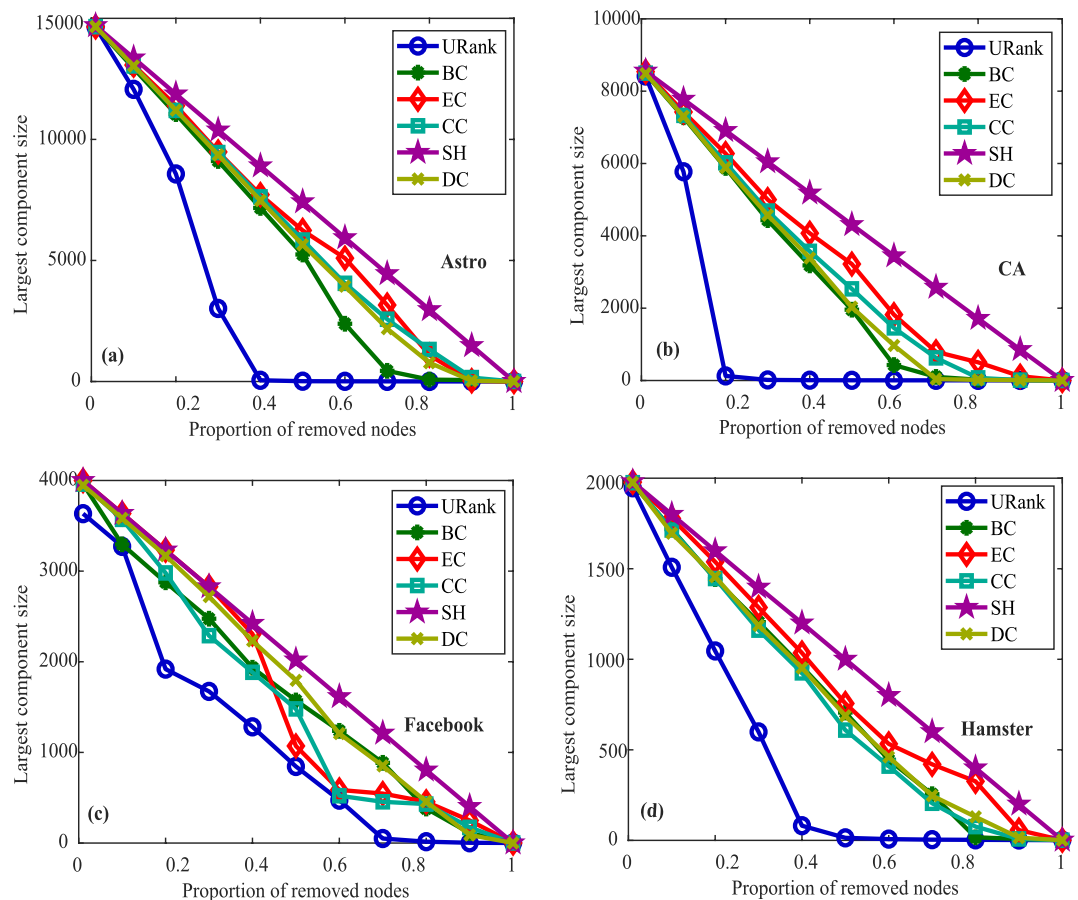 15000
10000
5000
0
Largest component size
URank
BC
EC
CC
SH
DC
Astro
(a)
0 0.2 0.4 0.6 0.8 1
Proportion of removed nodes
10000
8000
6000
4000
2000
0
Largest component size
URank
BC
EC
CC
SH
DC
CA
(b)
0 0.2 0.4 0.6 0.8 1
Proportion of removed nodes
4000
3000
2000
1000
0
Largest component size
URank
BC
EC
CC
SH
DC
Facebook
(c)
0 0.2 0.4 0.6 0.8 1
Proportion of removed nodes
2000
1500
1000
500
0
Largest component size
URank
BC
EC
CC
SH
DC
Hamster
(d)
0 0.2 0.4 0.6 0.8 1
Proportion of removed nodes